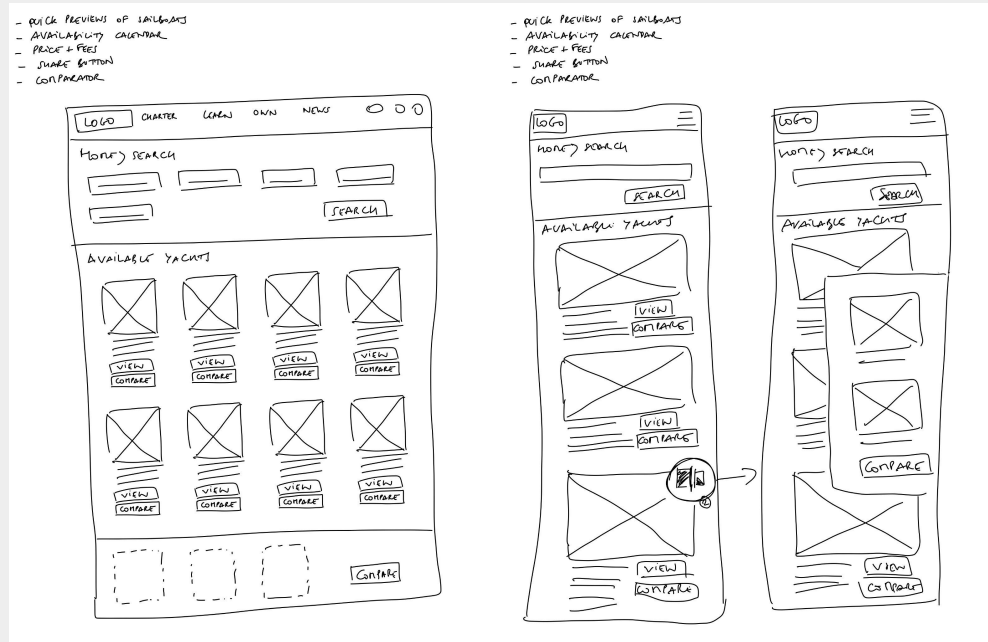 - QUICK PREVIEWS OF SAILBOATS
- AVAILABILITY CALENDAR
- PRICE + FEES
- SHARE BUTTON
- COMPARATOR
LOGO CHARTER LEARN OWN NEWS
SEARCH
SEARCH
AVAILABLE YACHTS
VIEW VIEW VIEW VIEW
COMPARE COMPARE COMPARE COMPARE
VIEW VIEW VIEW VIEW
COMPARE COMPARE COMPARE COMPARE
COMPARE
- QUICK PREVIEWS OF SAILBOATS
- AVAILABILITY CALENDAR
- PRICE + FEES
- SHARE BUTTON
- COMPARATOR
LOGO
SEARCH
SEARCH
AVAILABLE YACHTS
VIEW
COMPARE
VIEW
COMPARE
2
VIEW
COMPARE
LOGO
SEARCH
SEARCH
AVAILABLE YACHTS
COMPARE
VIEW
COMPARE